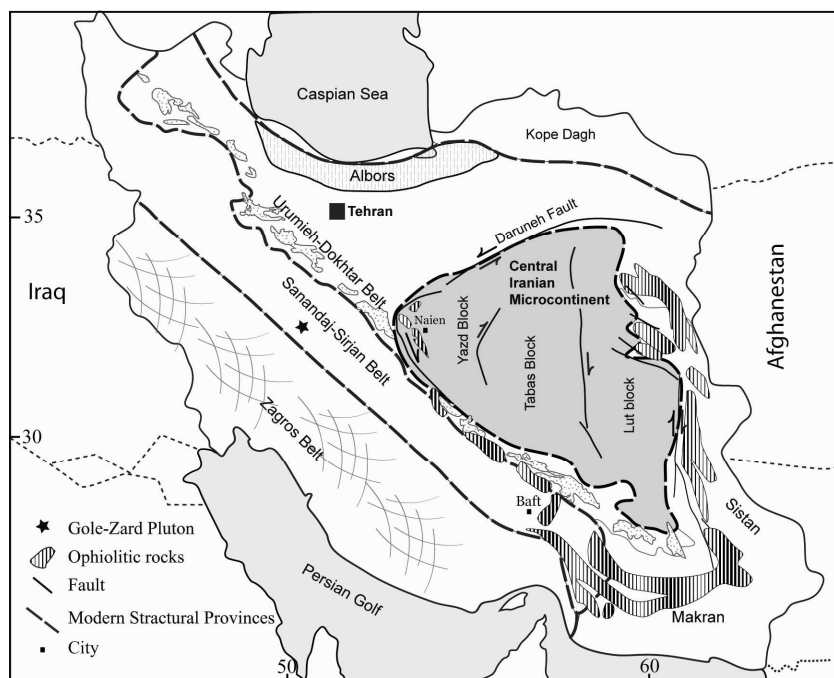 Caspian Sea
Kope Dagh
Albors
35
Tehran
Urumieh-Dokhtar Belt
Daruneh Fault
Central
Iranian
Microcontinent
Afghanestan
Iraq
Sanandaj-Sirjan Belt
Naien
Yazd Block
Tabas Block
Lut block
Zagros Belt
30
Baft
Sistan
Gole-Zard Pluton
Ophiolitic rocks
Fault
Modern Stractural Provinces
City
Persian Golf
Makran
50
60